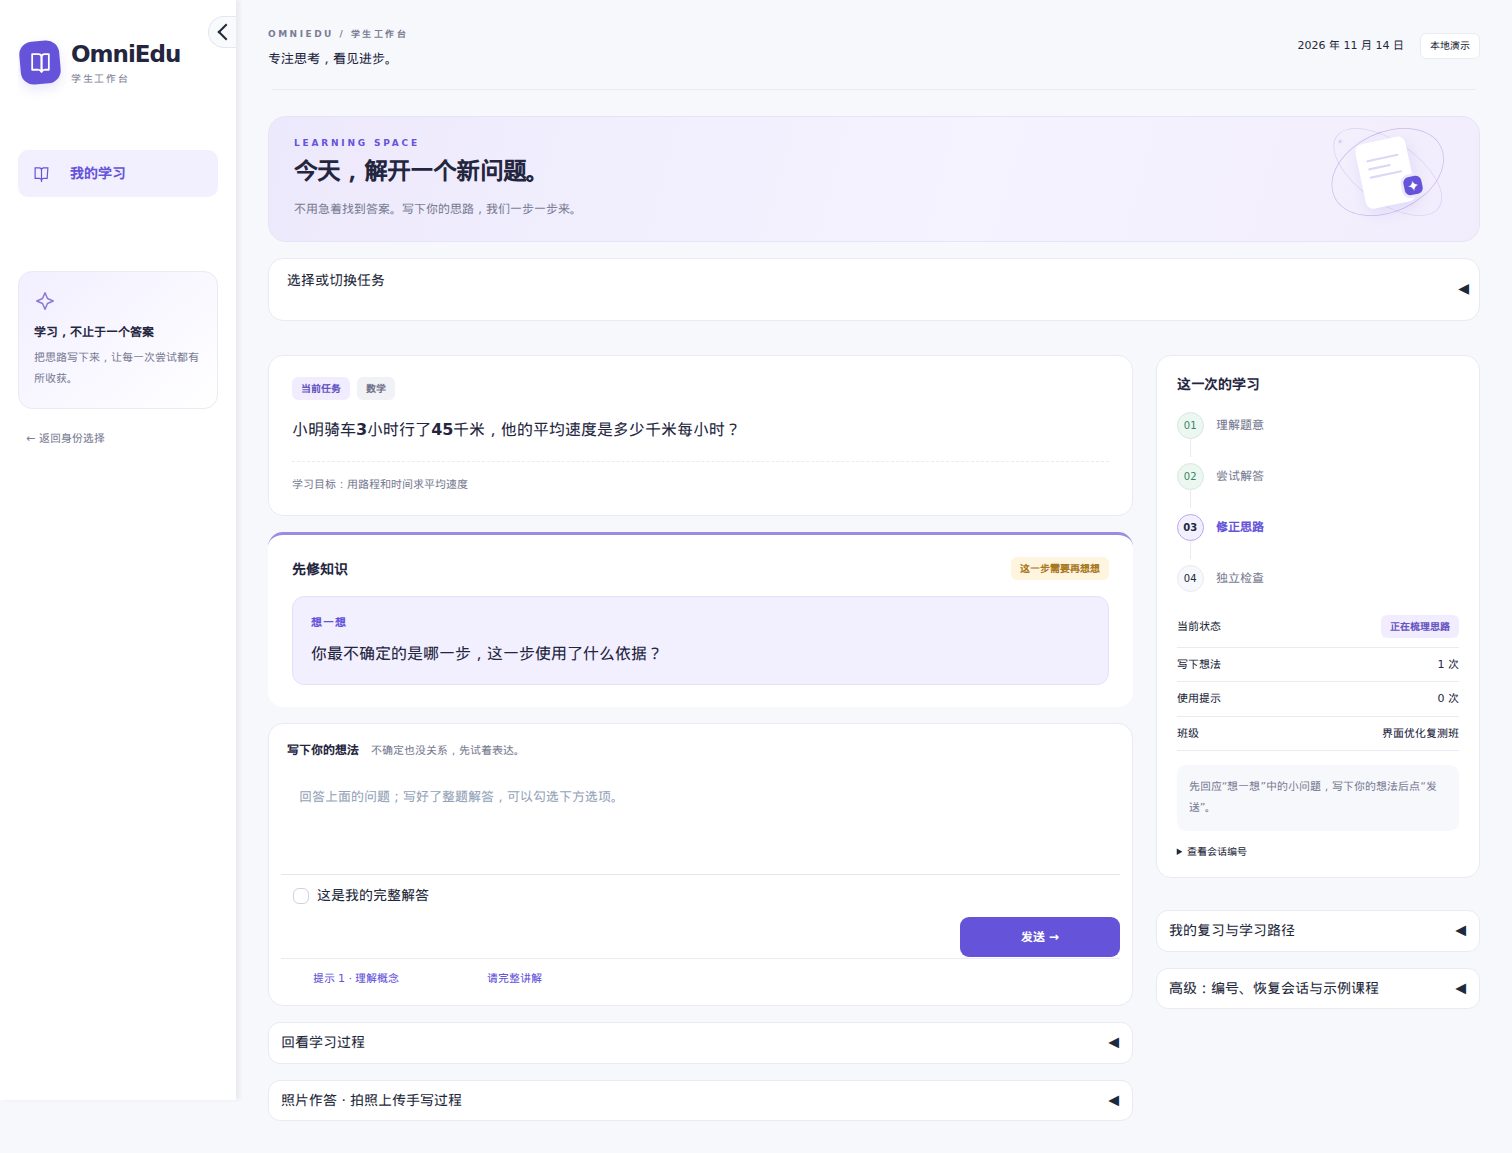 OmniEdu
学生工作台
我的学习
学习，不止于一个答案
把思路写下来，让每一次尝试都有
所收获。
← 返回身份选择
OMNIEDU / 学生工作台
专注思考，看见进步。
2026 年 11 月 14 日
本地演示
LEARNING SPACE
今天，解开一个新问题。
不用急着找到答案。写下你的思路，我们一步一步来。
选择或切换任务
当前任务 数学
小明骑车3小时行了45千米，他的平均速度是多少千米每小时？
学习目标：用路程和时间求平均速度
先修知识
这一步需要再想想
想一想
你最不确定的是哪一步，这一步使用了什么依据？
写下你的想法 不确定也没关系，先试着表达。
回答上面的问题；写好了整题解答，可以勾选下方选项。
这是我的完整解答
发送 →
提示 1 · 理解概念 请完整讲解
回看学习过程
照片作答 · 拍照上传手写过程
这一次的学习
01 理解题意
02 尝试解答
03 修正思路
04 独立检查
当前状态 正在梳理思路
写下想法 1 次
使用提示 0 次
班级 界面优化复测班
先回应“想一想”中的小问题，写下你的想法后点“发
送”。
查看会话编号
我的复习与学习路径
高级：编号、恢复会话与示例课程